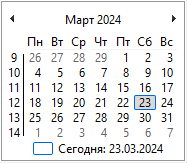 Март 2024
Пн Вт Ср Чт Пт Сб Вс
9 26 27 28 29 1 2 3
10 4 5 6 7 8 9 10
11 11 12 13 14 15 16 17
12 18 19 20 21 22 23 24
13 25 26 27 28 29 30 31
14 1 2 3 4 5 6 7
Сегодня: 23.03.2024